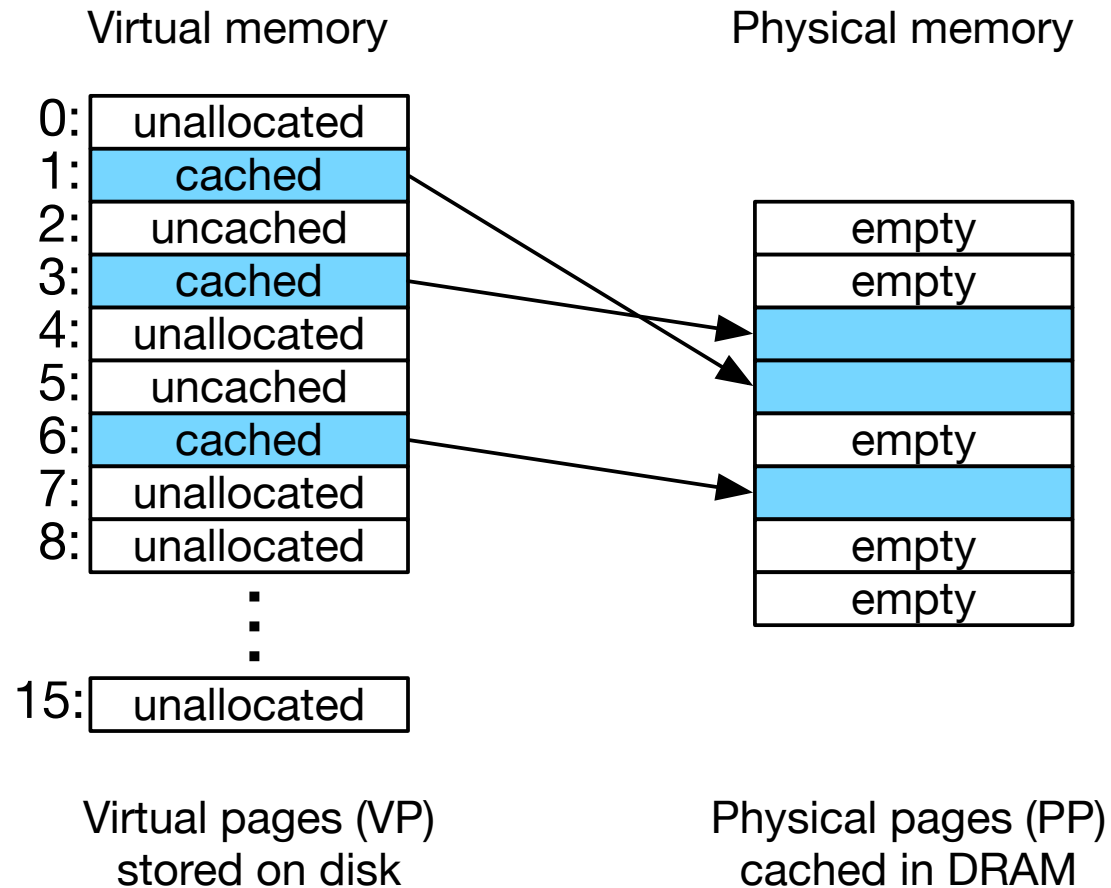 Virtual memory
Physical memory
0: unallocated
1: cached
2: uncached
3: cached
4: unallocated
5: uncached
6: cached
7: unallocated
8: unallocated
15: unallocated
empty
empty
empty
empty
empty
Virtual pages (VP)
stored on disk
Physical pages (PP)
cached in DRAM